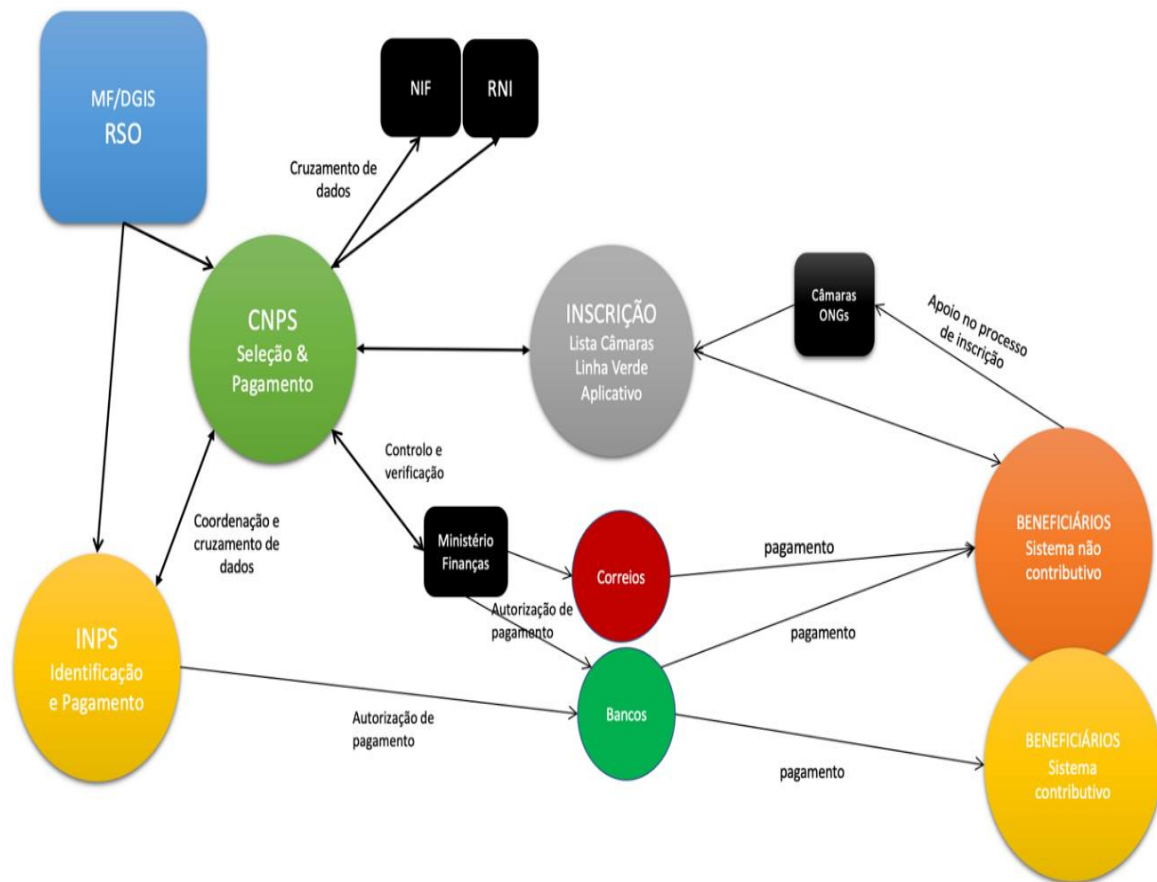 MF/DGIS
RSO
NIF
RNI
Cruzamento de
dados
CNPS
Seleção &
Pagamento
INSCRIÇÃO
Lista Câmaras
Linha Verde
Aplicativo
Câmaras
ONGs
Apoio no processo
de inscrição
Controlo e
verificação
Coordenação e
cruzamento de
dados
Ministério
Finanças
Correios
pagamento
BENEFICIÁRIOS
Sistema não
contributivo
Autorização de
pagamento
pagamento
INPS
Identificação
e Pagamento
Autorização de
pagamento
Bancos
pagamento
BENEFICIÁRIOS
Sistema
contributivo